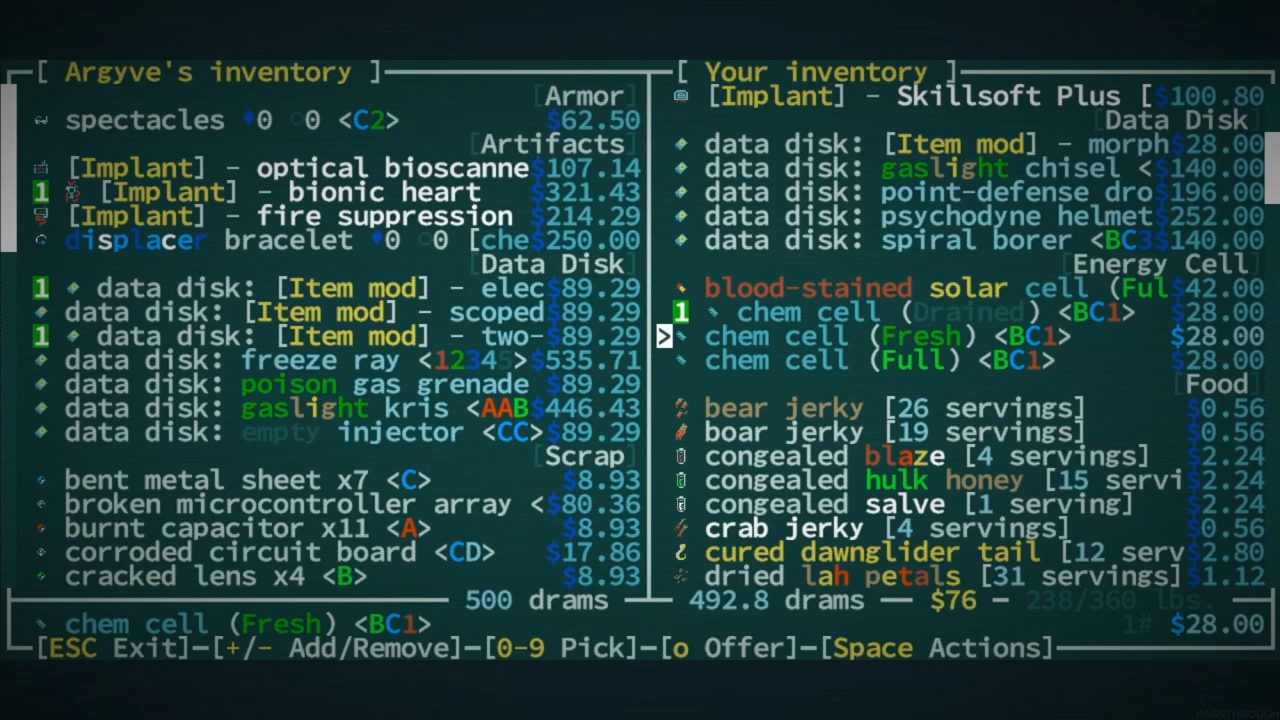 [ Argyve's inventory ]
[Armor]
spectacles ♦0 ○0 <C2> $62.50
[Artifacts]
[Implant] - optical bioscanne$107.14
1 [Implant] - bionic heart $321.43
[Implant] - fire suppression $214.29
displacer bracelet ♦0 ○0 [che$250.00
[Data Disk]
1 data disk: [Item mod] - elec$89.29
data disk: [Item mod] - scoped$89.29
1 data disk: [Item mod] - two-$89.29
data disk: freeze ray <12345>$535.71
data disk: poison gas grenade $89.29
data disk: gaslight kris <AAB$446.43
data disk: empty injector <CC>$89.29
[Scrap]
bent metal sheet x7 <C> $8.93
broken microcontroller array <$80.36
burnt capacitor x11 <A> $8.93
corroded circuit board <CD> $17.86
cracked lens x4 <B> $8.93
500 drams
[ Your inventory ]
[Implant] - Skillsoft Plus [$100.80
[Data Disk]
data disk: [Item mod] - morph$28.00
data disk: gaslight chisel <$140.00
data disk: point-defense dro$196.00
data disk: psychodyne helmet$252.00
data disk: spiral borer <BC3$140.00
[Energy Cell]
blood-stained solar cell (Ful$42.00
1 chem cell (Drained) <BC1> $28.00
> chem cell (Fresh) <BC1> $28.00
chem cell (Full) <BC1> $28.00
[Food]
bear jerky [26 servings] $0.56
boar jerky [19 servings] $0.56
congealed blaze [4 servings] $2.24
congealed hulk honey [15 servi$2.24
congealed salve [1 serving] $2.24
crab jerky [4 servings] $0.56
cured dawnglider tail [12 serv$2.80
dried lah petals [31 servings]$1.12
492.8 drams — $76 — 238/360 lbs.
chem cell (Fresh) <BC1> 1# $28.00
[ESC Exit]-[+/- Add/Remove]-[0-9 Pick]-[o Offer]-[Space Actions]